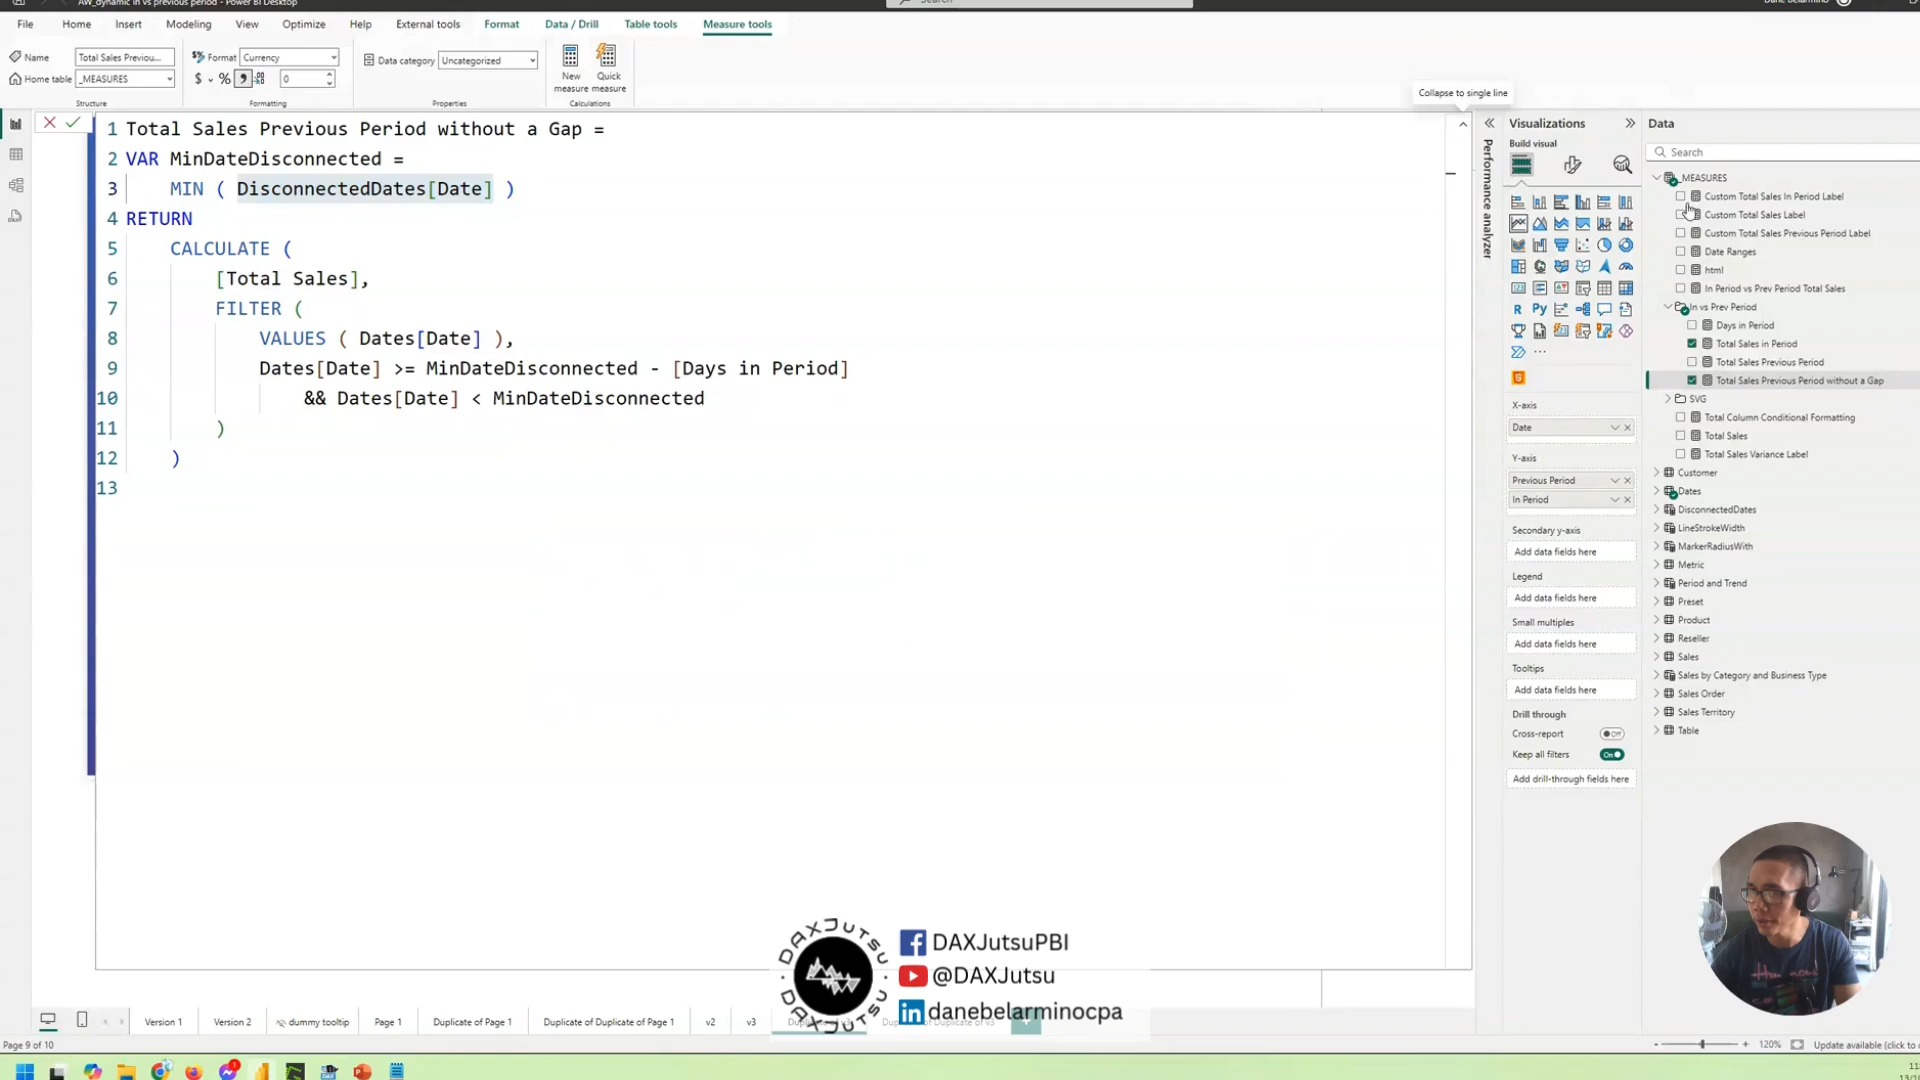 AW_dynamic in vs previous period - Power BI Desktop
Search
File
Home
Insert
Modeling
View
Optimize
Help
External tools
Format
Data / Drill
Table tools
Measure tools
Name
Total Sales Previou...
Home table
_MEASURES
Structure
Format
Currency
$
%
0
Formatting
Data category
Uncategorized
Properties
New measure
Quick measure
Calculations
Collapse to single line
1 Total Sales Previous Period without a Gap =
2 VAR MinDateDisconnected =
3 MIN ( DisconnectedDates[Date] )
4 RETURN
5 CALCULATE (
6 [Total Sales],
7 FILTER (
8 VALUES ( Dates[Date] ),
9 Dates[Date] >= MinDateDisconnected - [Days in Period]
10 && Dates[Date] < MinDateDisconnected
11 )
12 )
13
Performance analyzer
Visualizations
Build visual
R
Py
X-axis
Date
Y-axis
Previous Period
In Period
Secondary y-axis
Add data fields here
Legend
Add data fields here
Small multiples
Add data fields here
Tooltips
Add data fields here
Drill through
Cross-report
Off
Keep all filters
On
Add drill-through fields here
Data
Search
_MEASURES
Custom Total Sales In Period Label
Custom Total Sales Label
Custom Total Sales Previous Period Label
Date Ranges
html
In Period vs Prev Period Total Sales
In vs Prev Period
Days in Period
Total Sales in Period
Total Sales Previous Period
Total Sales Previous Period without a Gap
SVG
Total Column Conditional Formatting
Total Sales
Total Sales Variance Label
Customer
Dates
DisconnectedDates
LineStrokeWidth
MarkerRadiusWith
Metric
Period and Trend
Preset
Product
Reseller
Sales
Sales by Category and Business Type
Sales Order
Sales Territory
Table
DAXJutsu
DAXJutsu
DAXJutsuPBI
@DAXJutsu
danebelarminocpa
Version 1
Version 2
dummy tooltip
Page 1
Duplicate of Page 1
Duplicate of Duplicate of Page 1
v2
v3
Page 9 of 10
120%
Update available (click to